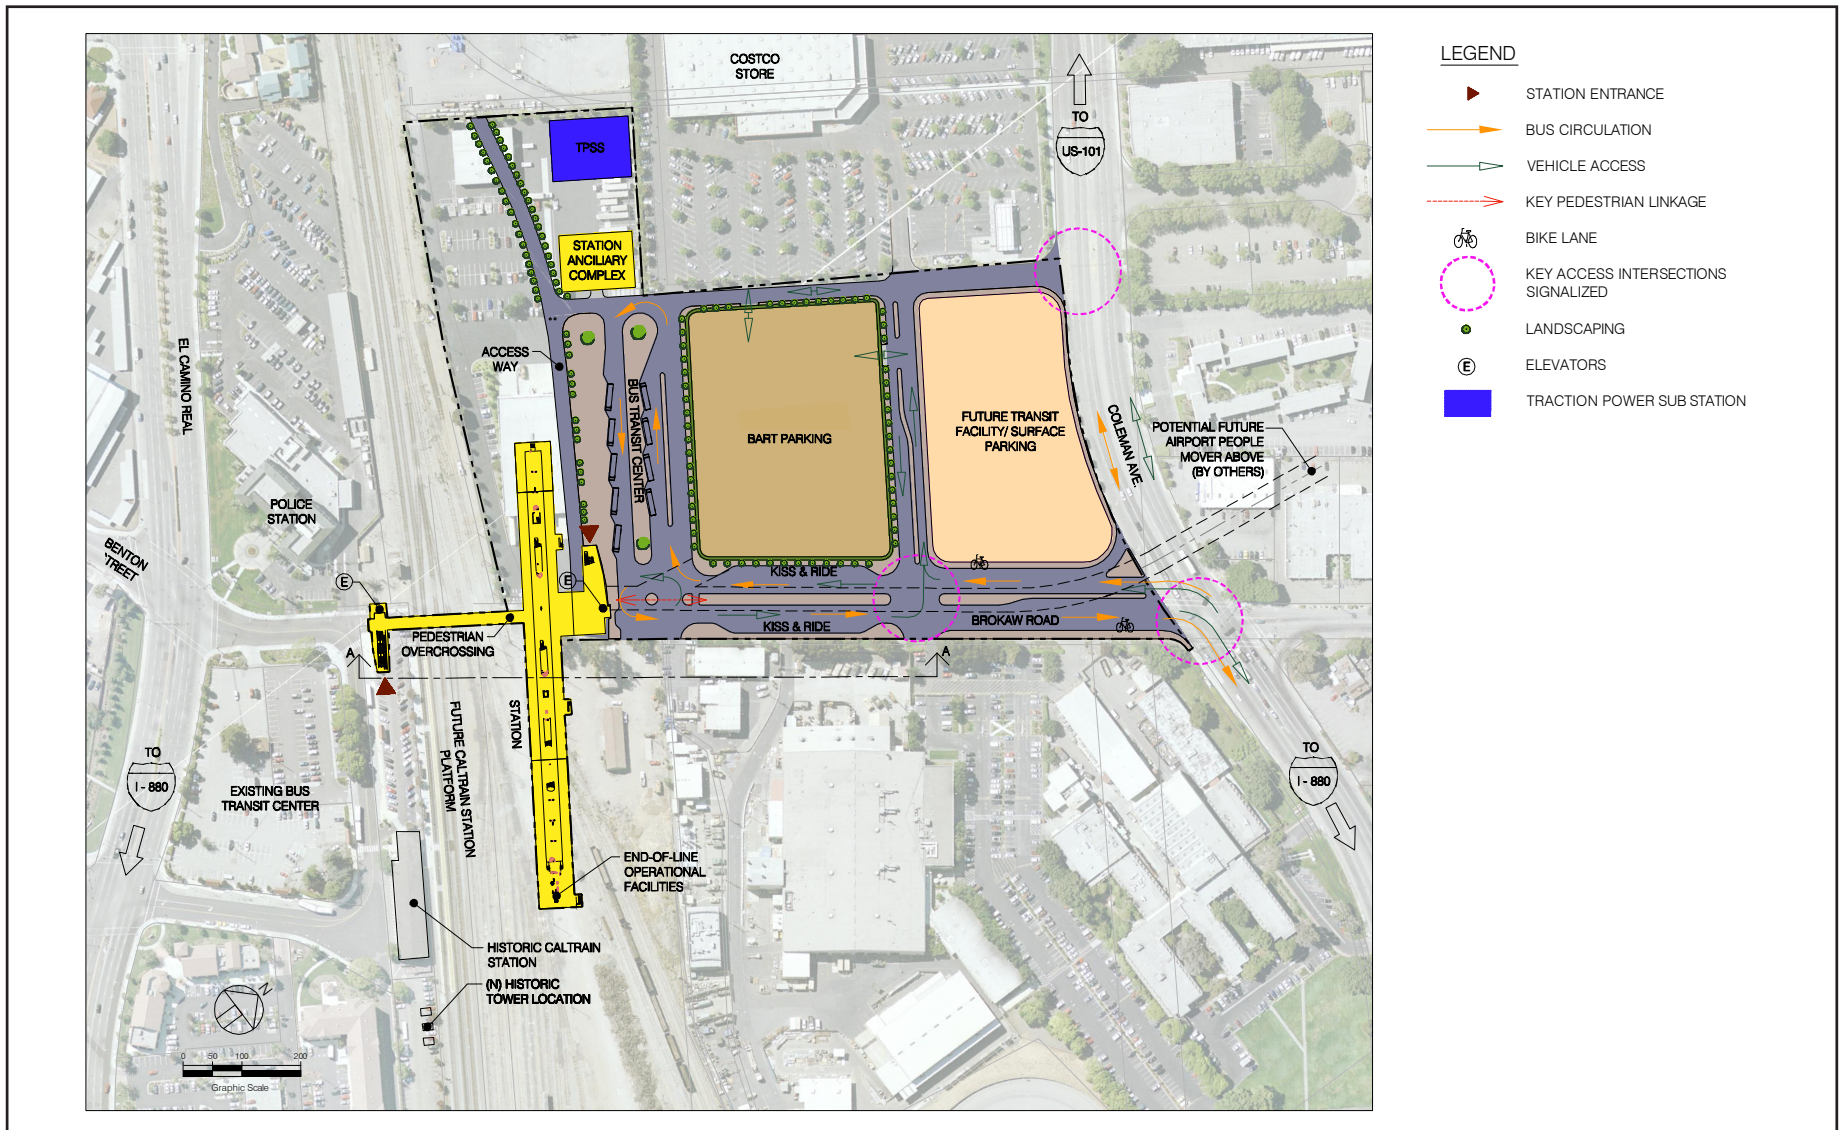 COSTCO
STORE
TO
US-101
TPSS
STATION
ANCILIARY
COMPLEX
ACCESS
WAY
EL CAMINO REAL
BUS TRANSIT CENTER
BART PARKING
FUTURE TRANSIT
FACILITY/ SURFACE
PARKING
COLEMAN AVE.
POTENTIAL FUTURE
AIRPORT PEOPLE
MOVER ABOVE
(BY OTHERS)
POLICE
STATION
BENTON
TREET
E
E
KISS & RIDE
KISS & RIDE
BROKAW ROAD
PEDESTRIAN
OVERCROSSING
A
A
STATION
FUTURE CALTRAIN STATION
PLATFORM
TO
I - 880
TO
I - 880
EXISTING BUS
TRANSIT CENTER
END-OF-LINE
OPERATIONAL
FACILITIES
HISTORIC CALTRAIN
STATION
(N) HISTORIC
TOWER LOCATION
N
0 50 100 200
Graphic Scale
LEGEND
STATION ENTRANCE
BUS CIRCULATION
VEHICLE ACCESS
KEY PEDESTRIAN LINKAGE
BIKE LANE
KEY ACCESS INTERSECTIONS
SIGNALIZED
LANDSCAPING
E ELEVATORS
TRACTION POWER SUB STATION